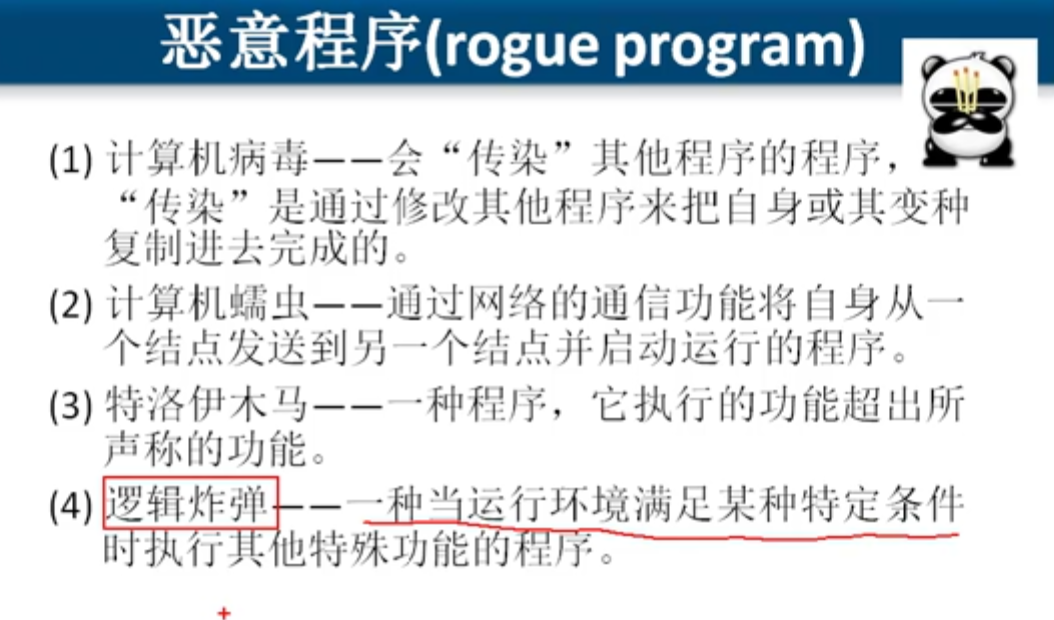 恶意程序(rogue program)
(1) 计算机病毒——会“传染”其他程序的程序，
“传染”是通过修改其他程序来把自身或其变种
复制进去完成的。
(2) 计算机蠕虫——通过网络的通信功能将自身从一
个结点发送到另一个结点并启动运行的程序。
(3) 特洛伊木马——一种程序，它执行的功能超出所
声称的功能。
(4) 逻辑炸弹——一种当运行环境满足某种特定条件
时执行其他特殊功能的程序。